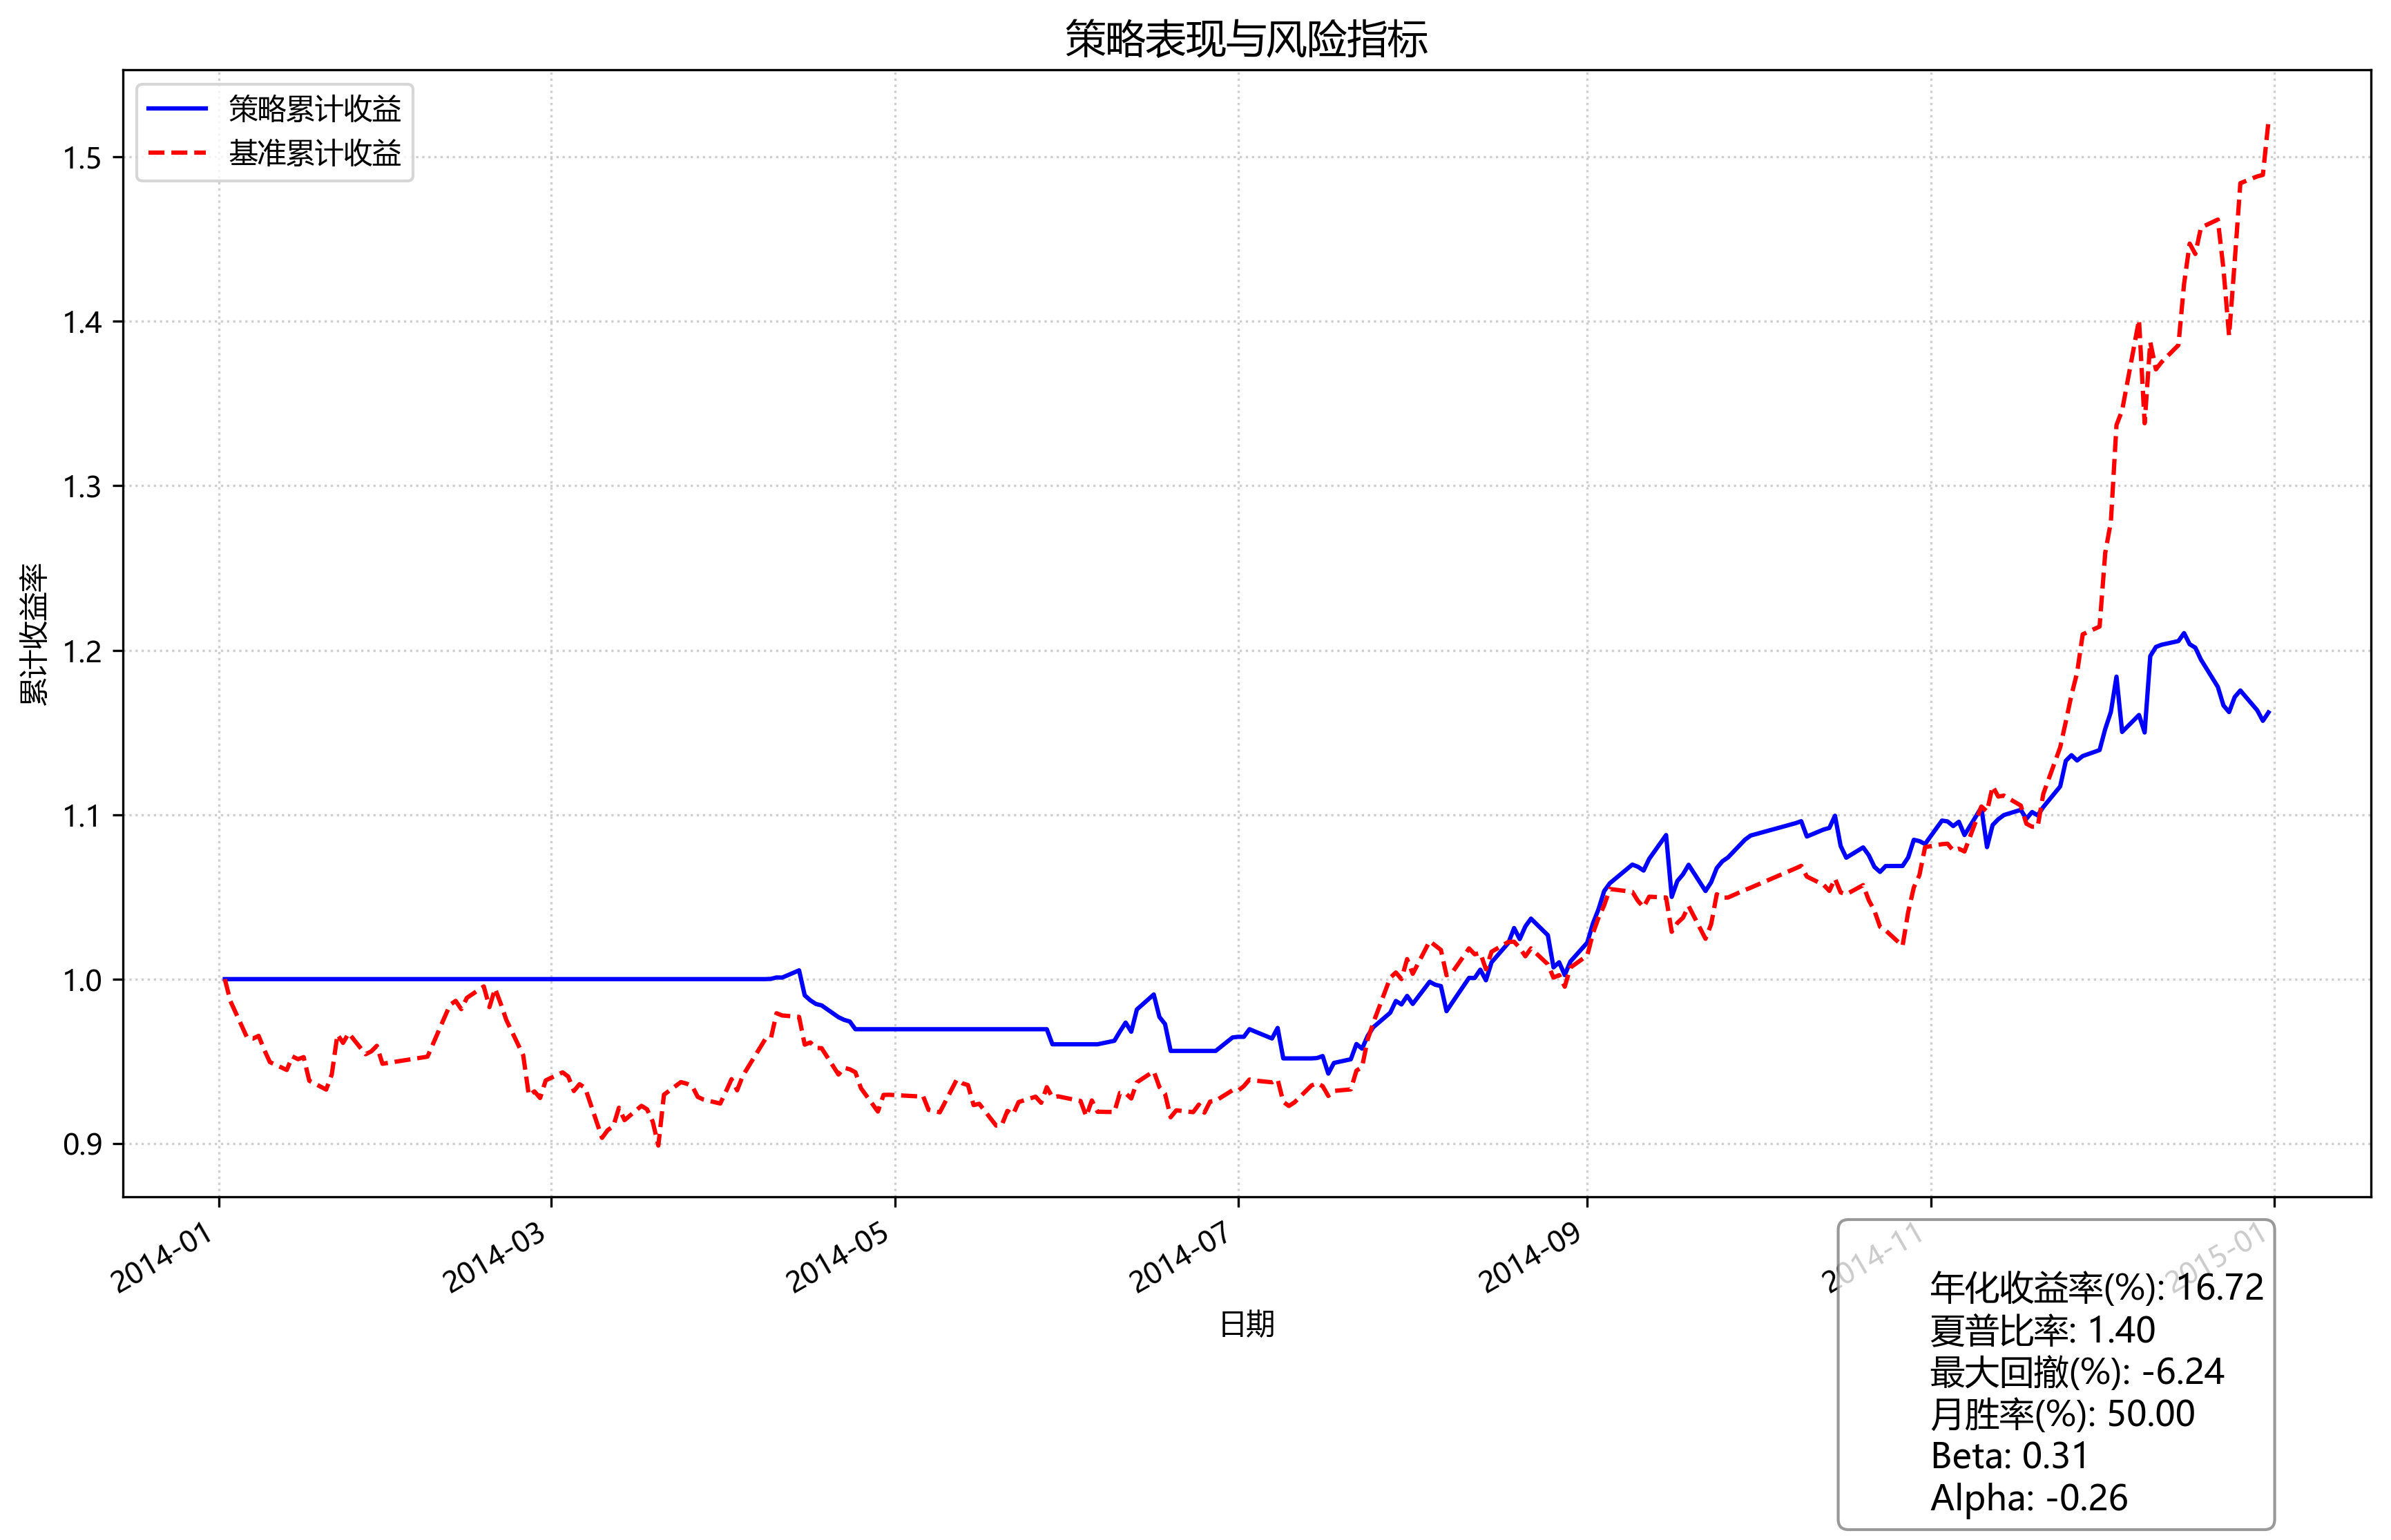 策略表现与风险指标
策略累计收益
基准累计收益
1.5
1.4
1.3
1.2
1.1
1.0
0.9
累计收益率
2014-01
2014-03
2014-05
2014-07
2014-09
2014-11
2015-01
日期
年化收益率(%): 16.72
夏普比率: 1.40
最大回撤(%): -6.24
月胜率(%): 50.00
Beta: 0.31
Alpha: -0.26